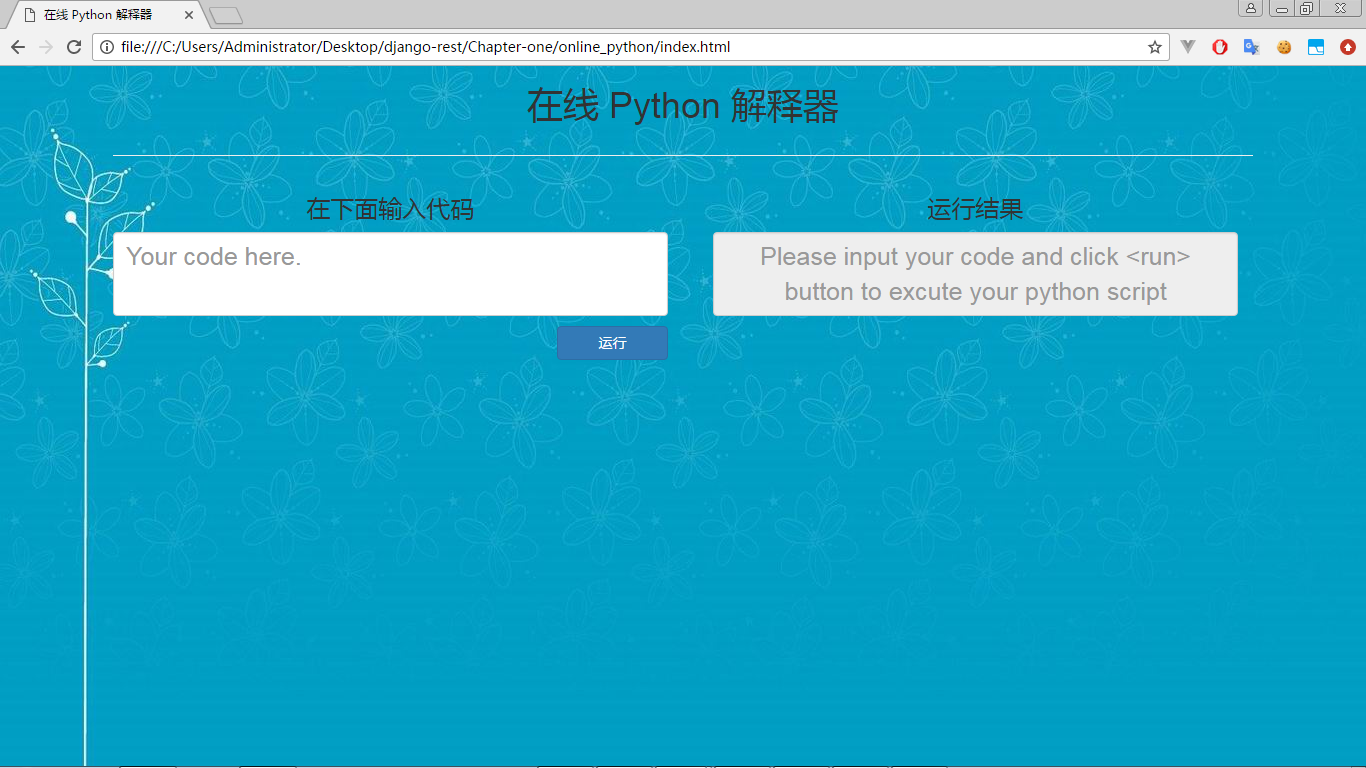 在线 Python 解释器
file:///C:/Users/Administrator/Desktop/django-rest/Chapter-one/online_python/index.html
在线 Python 解释器
在下面输入代码
Your code here.
运行
运行结果
Please input your code and click <run>
button to excute your python script